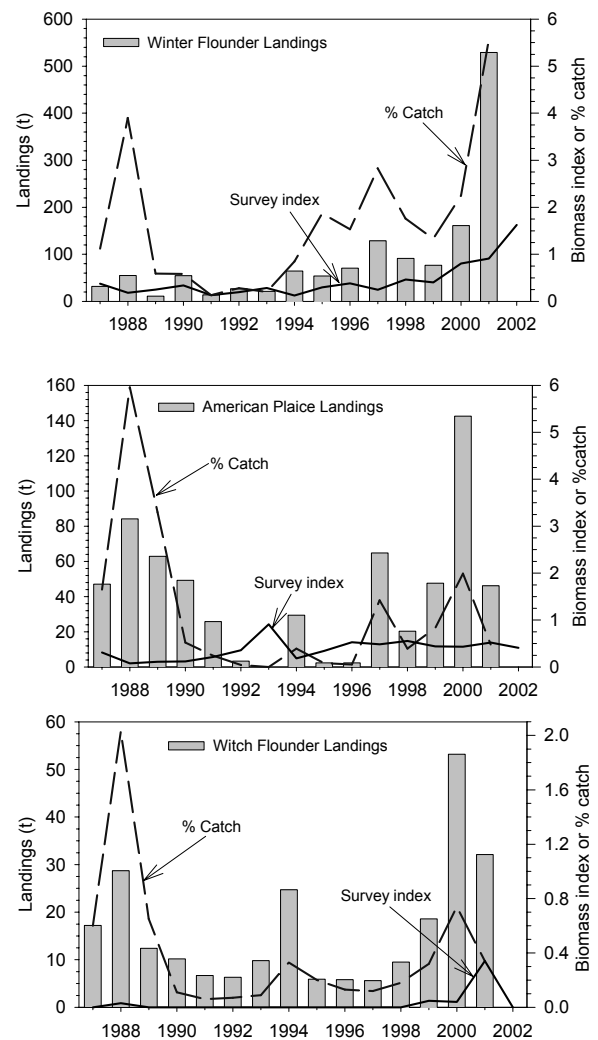 600
500
400
300
200
100
0
Landings (t)
Winter Flounder Landings
% Catch
Survey index
6
5
4
3
2
1
0
Biomass index or % catch
1988 1990 1992 1994 1996 1998 2000 2002
160
140
120
100
80
60
40
20
0
Landings (t)
American Plaice Landings
% Catch
Survey index
6
5
4
3
2
1
0
Biomass index or %catch
1988 1990 1992 1994 1996 1998 2000 2002
60
50
40
30
20
10
0
Landings (t)
Witch Flounder Landings
% Catch
Survey index
2.0
1.6
1.2
0.8
0.4
0.0
Biomass index or % catch
1988 1990 1992 1994 1996 1998 2000 2002